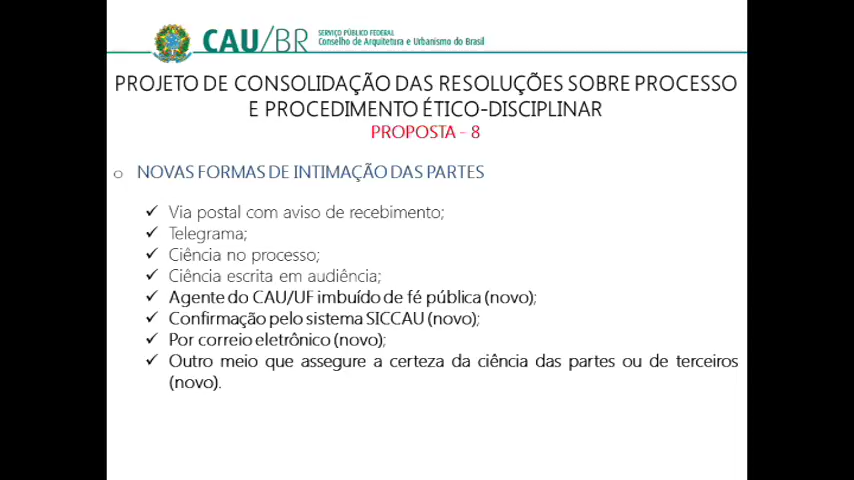 CAU/BR
SERVIÇO PÚBLICO FEDERAL
Conselho de Arquitetura e Urbanismo do Brasil
PROJETO DE CONSOLIDAÇÃO DAS RESOLUÇÕES SOBRE PROCESSO
E PROCEDIMENTO ÉTICO-DISCIPLINAR
PROPOSTA - 8
o NOVAS FORMAS DE INTIMAÇÃO DAS PARTES
✓ Via postal com aviso de recebimento;
✓ Telegrama;
✓ Ciência no processo;
✓ Ciência escrita em audiência;
✓ Agente do CAU/UF imbuído de fé pública (novo);
✓ Confirmação pelo sistema SICCAU (novo);
✓ Por correio eletrônico (novo);
✓ Outro meio que assegure a certeza da ciência das partes ou de terceiros
(novo).